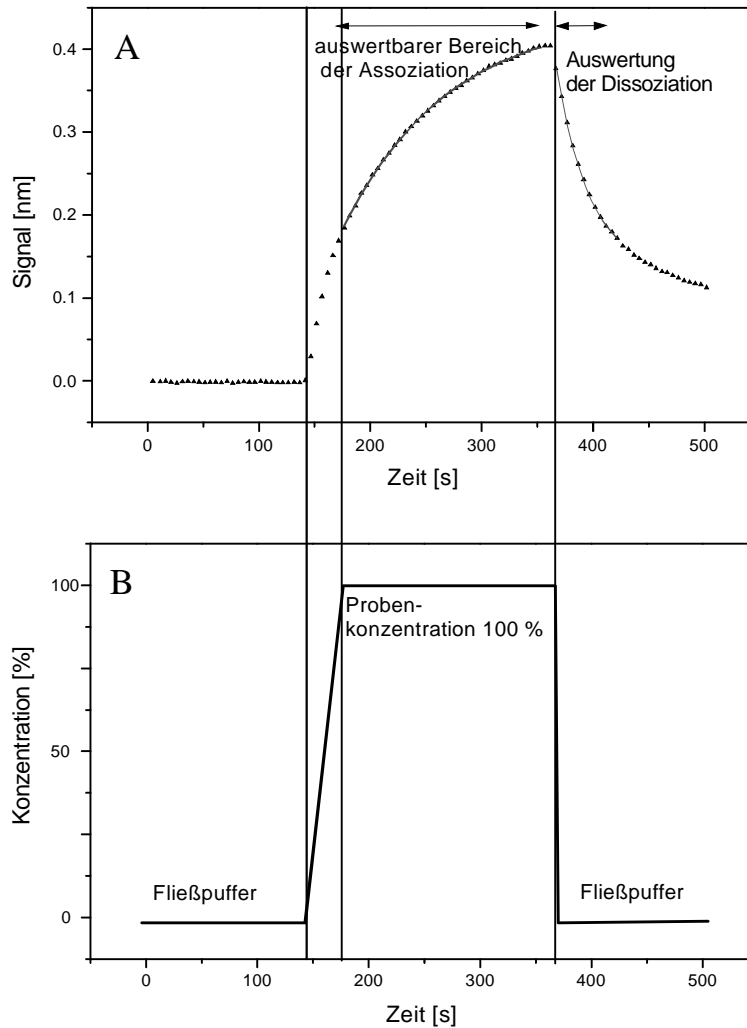 A
auswertbarer Bereich
der Assoziation
Auswertung
der Dissoziation
0.4
0.3
0.2
0.1
0.0
Signal [nm]
0
100
200
300
400
500
Zeit [s]
B
Proben-
konzentration 100 %
100
50
0
Konzentration [%]
Fließpuffer
Fließpuffer
0
100
200
300
400
500
Zeit [s]